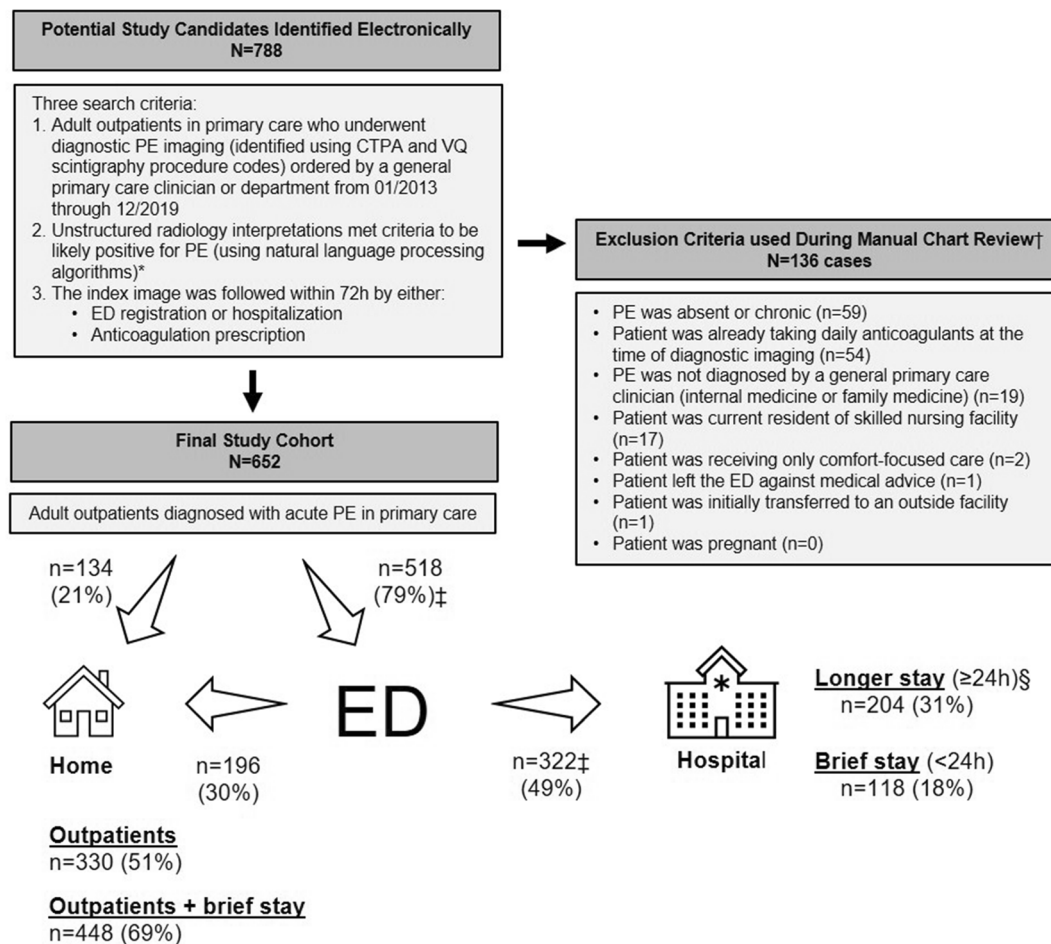 Potential Study Candidates Identified Electronically
N=788
Three search criteria:
1. Adult outpatients in primary care who underwent
diagnostic PE imaging (identified using CTPA and VQ
scintigraphy procedure codes) ordered by a general
primary care clinician or department from 01/2013
through 12/2019
2. Unstructured radiology interpretations met criteria to be
likely positive for PE (using natural language processing
algorithms)*
3. The index image was followed within 72h by either:
• ED registration or hospitalization
• Anticoagulation prescription
Exclusion Criteria used During Manual Chart Review†
N=136 cases
• PE was absent or chronic (n=59)
• Patient was already taking daily anticoagulants at the
time of diagnostic imaging (n=54)
• PE was not diagnosed by a general primary care
clinician (internal medicine or family medicine) (n=19)
• Patient was current resident of skilled nursing facility
(n=17)
• Patient was receiving only comfort-focused care (n=2)
• Patient left the ED against medical advice (n=1)
• Patient was initially transferred to an outside facility
(n=1)
• Patient was pregnant (n=0)
Final Study Cohort
N=652
Adult outpatients diagnosed with acute PE in primary care
n=134
(21%)
n=518
(79%)‡
Home
n=196
(30%)
ED
n=322‡
(49%)
*
Hospital
Longer stay (≥24h)§
n=204 (31%)
Brief stay (<24h)
n=118 (18%)
Outpatients
n=330 (51%)
Outpatients + brief stay
n=448 (69%)